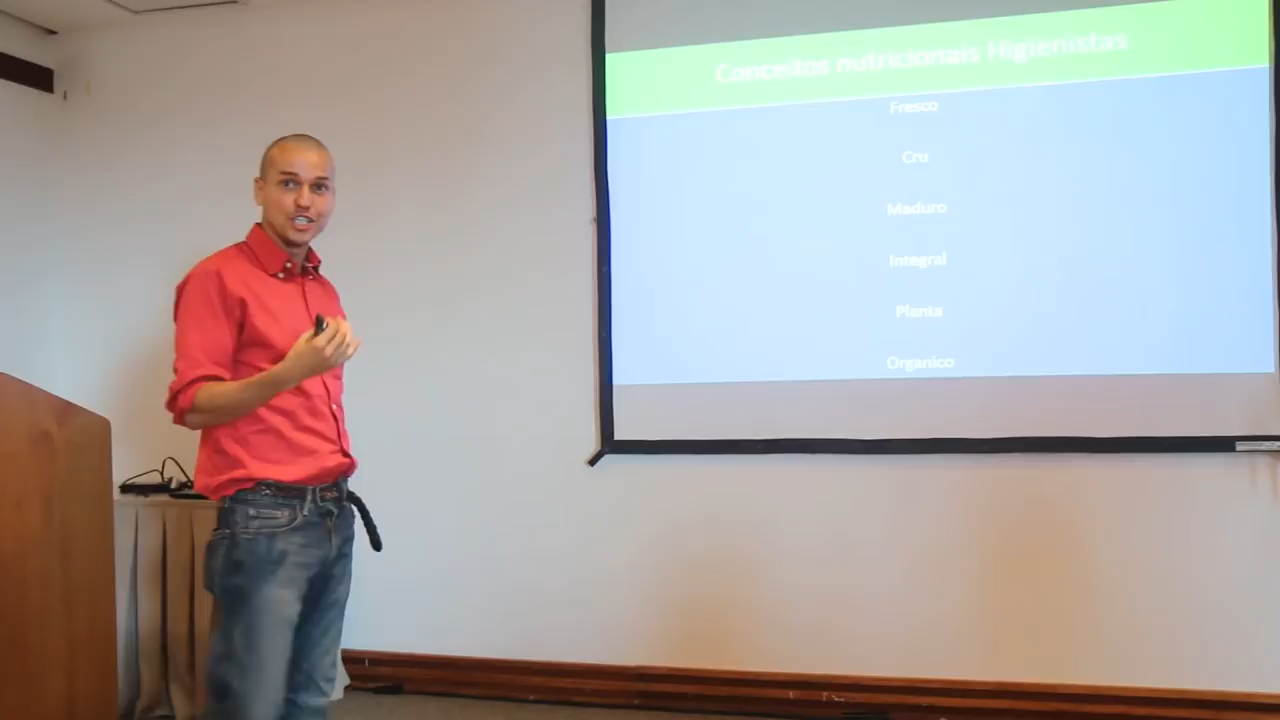 Conceitos nutricionais Higienistas
Fresco
Cru
Maduro
Integral
Planta
Organico